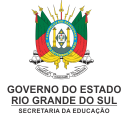 GOVERNO DO ESTADO
RIO GRANDE DO SUL
SECRETARIA DA EDUCAÇÃO